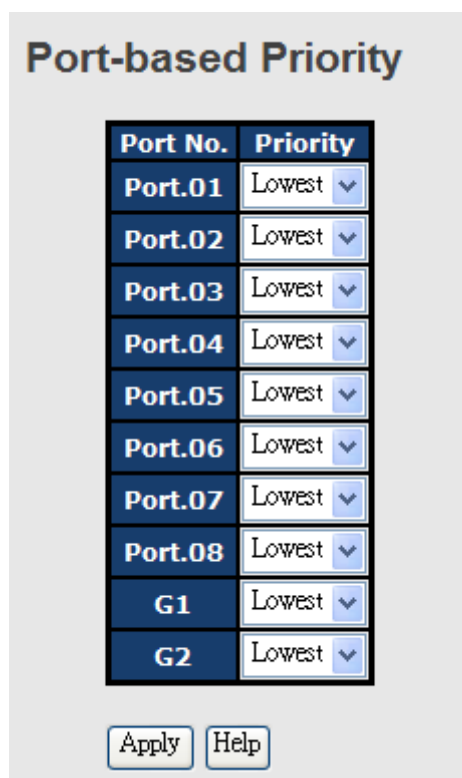 Port-based Priority
Port No. Priority
Port.01 Lowest
Port.02 Lowest
Port.03 Lowest
Port.04 Lowest
Port.05 Lowest
Port.06 Lowest
Port.07 Lowest
Port.08 Lowest
G1 Lowest
G2 Lowest
Apply Help